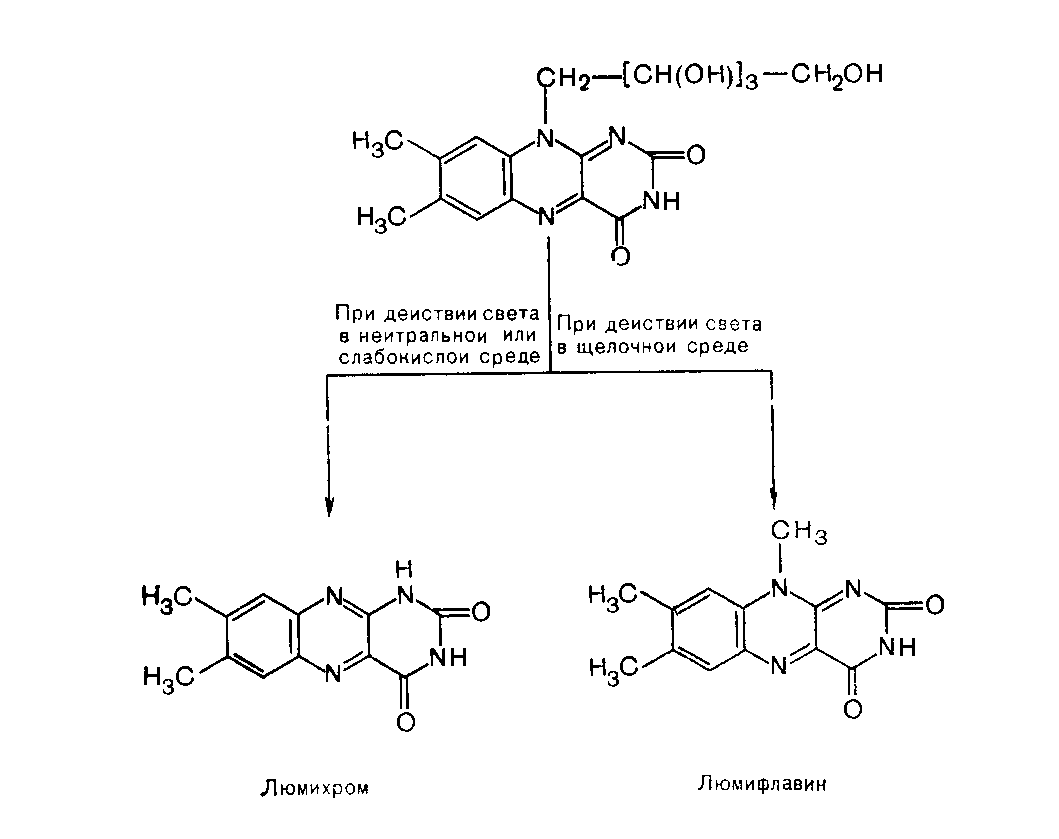 CH2—[CH(OH)]3—CH2OH
H3C
N
N
O
H3C
N
NH
O
При деиствии света
в неитральнои или
слабокислои среде
При деиствии света
в щелочнои среде
CH3
H
H3C
N
N
O
H3C
N
NH
O
H3C
N
N
O
H3C
N
NH
O
Люмихром
Люмифлавин